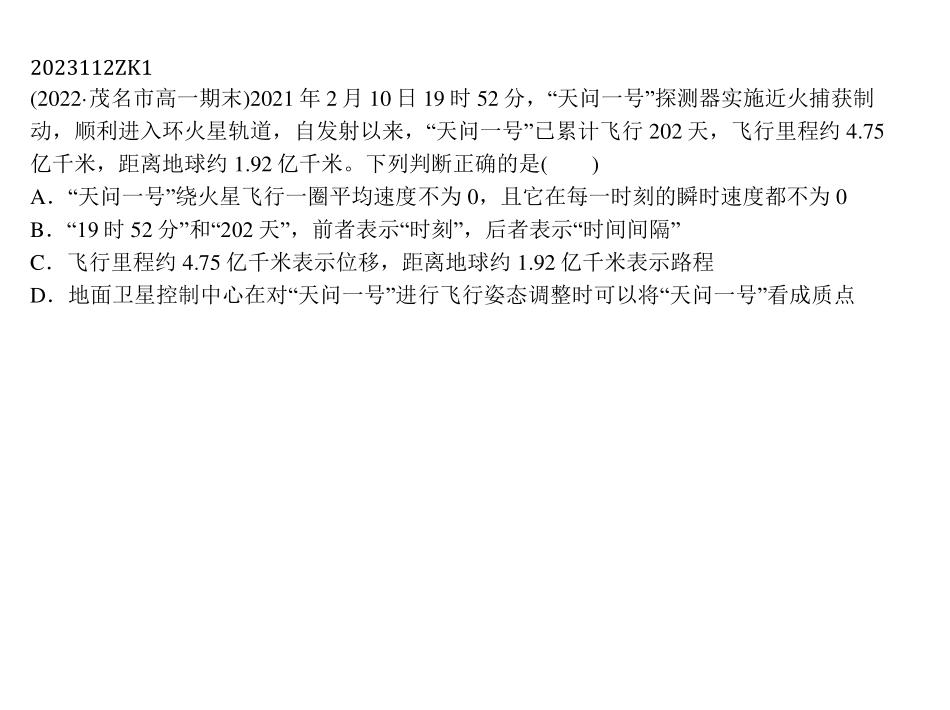 2023112ZK1
(2022·茂名市高一期末)2021 年 2 月 10 日 19 时 52 分，“天问一号”探测器实施近火捕获制
动，顺利进入环火星轨道，自发射以来，“天问一号”已累计飞行 202 天，飞行里程约 4.75
亿千米，距离地球约 1.92 亿千米。下列判断正确的是(　　)
A．“天问一号”绕火星飞行一圈平均速度不为 0，且它在每一时刻的瞬时速度都不为 0
B．“19 时 52 分”和“202 天”，前者表示“时刻”，后者表示“时间间隔”
C．飞行里程约 4.75 亿千米表示位移，距离地球约 1.92 亿千米表示路程
D．地面卫星控制中心在对“天问一号”进行飞行姿态调整时可以将“天问一号”看成质点